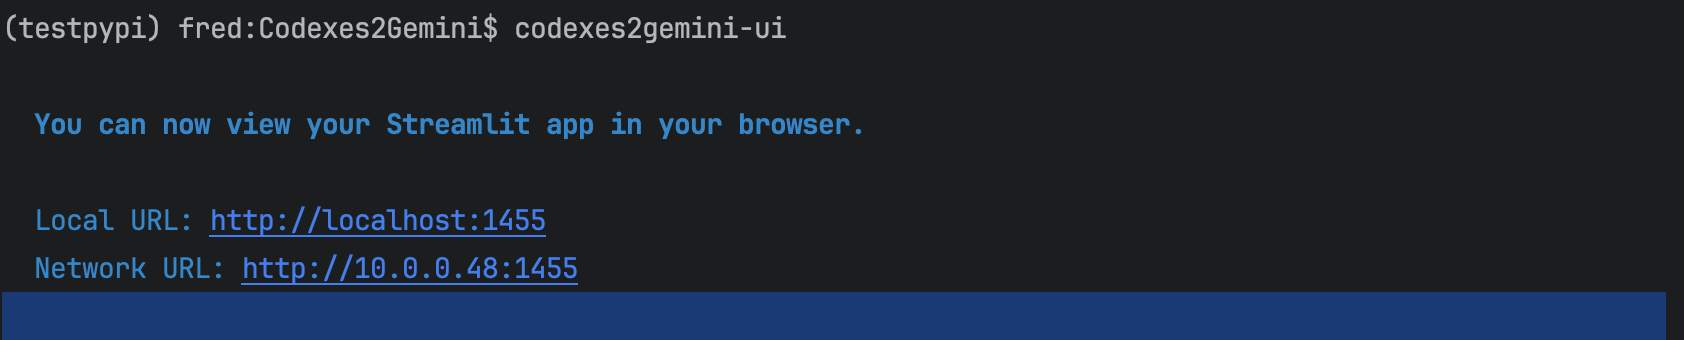 (testpypi) fred:Codexes2Gemini$ codexes2gemini-ui
You can now view your Streamlit app in your browser.
Local URL: http://localhost:1455
Network URL: http://10.0.0.48:1455